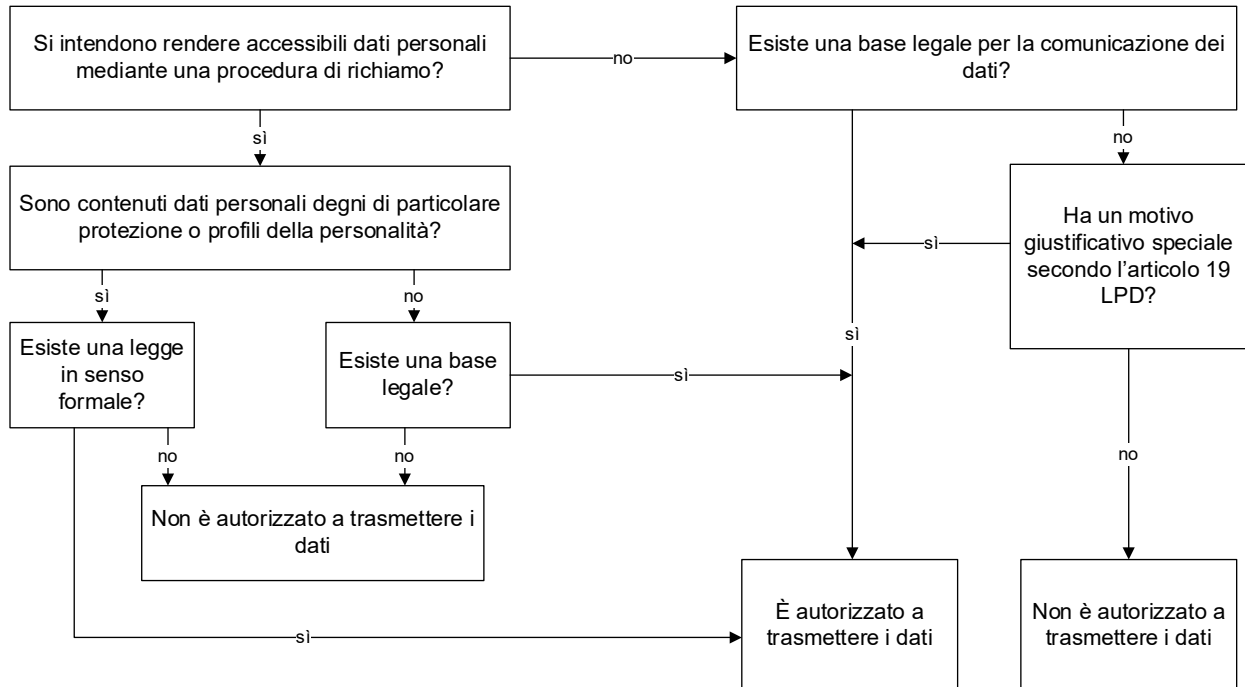 Si intendono rendere accessibili dati personali
mediante una procedura di richiamo?
no
Esiste una base legale per la comunicazione dei
dati?
sì
no
Sono contenuti dati personali degni di particolare
protezione o profili della personalità?
Ha un motivo
giustificativo speciale
secondo l'articolo 19
LPD?
sì
sì
no
Esiste una legge
in senso
formale?
Esiste una base
legale?
sì
sì
no
no
no
Non è autorizzato a trasmettere i
dati
È autorizzato a
trasmettere i dati
Non è autorizzato a
trasmettere i dati
sì